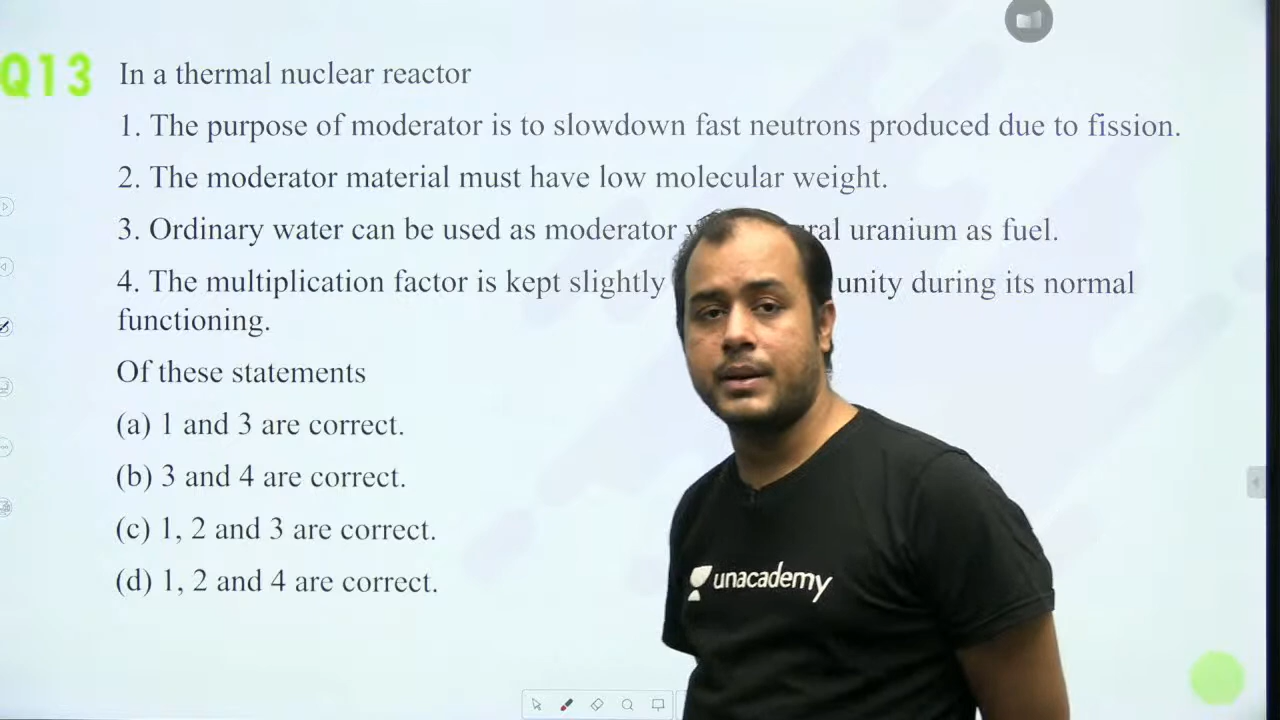 Q13 In a thermal nuclear reactor
1. The purpose of moderator is to slowdown fast neutrons produced due to fission.
2. The moderator material must have low molecular weight.
3. Ordinary water can be used as moderator uranium as fuel.
4. The multiplication factor is kept slightly unity during its normal
functioning.
Of these statements
(a) 1 and 3 are correct.
(b) 3 and 4 are correct.
(c) 1, 2 and 3 are correct.
(d) 1, 2 and 4 are correct.
unacademy